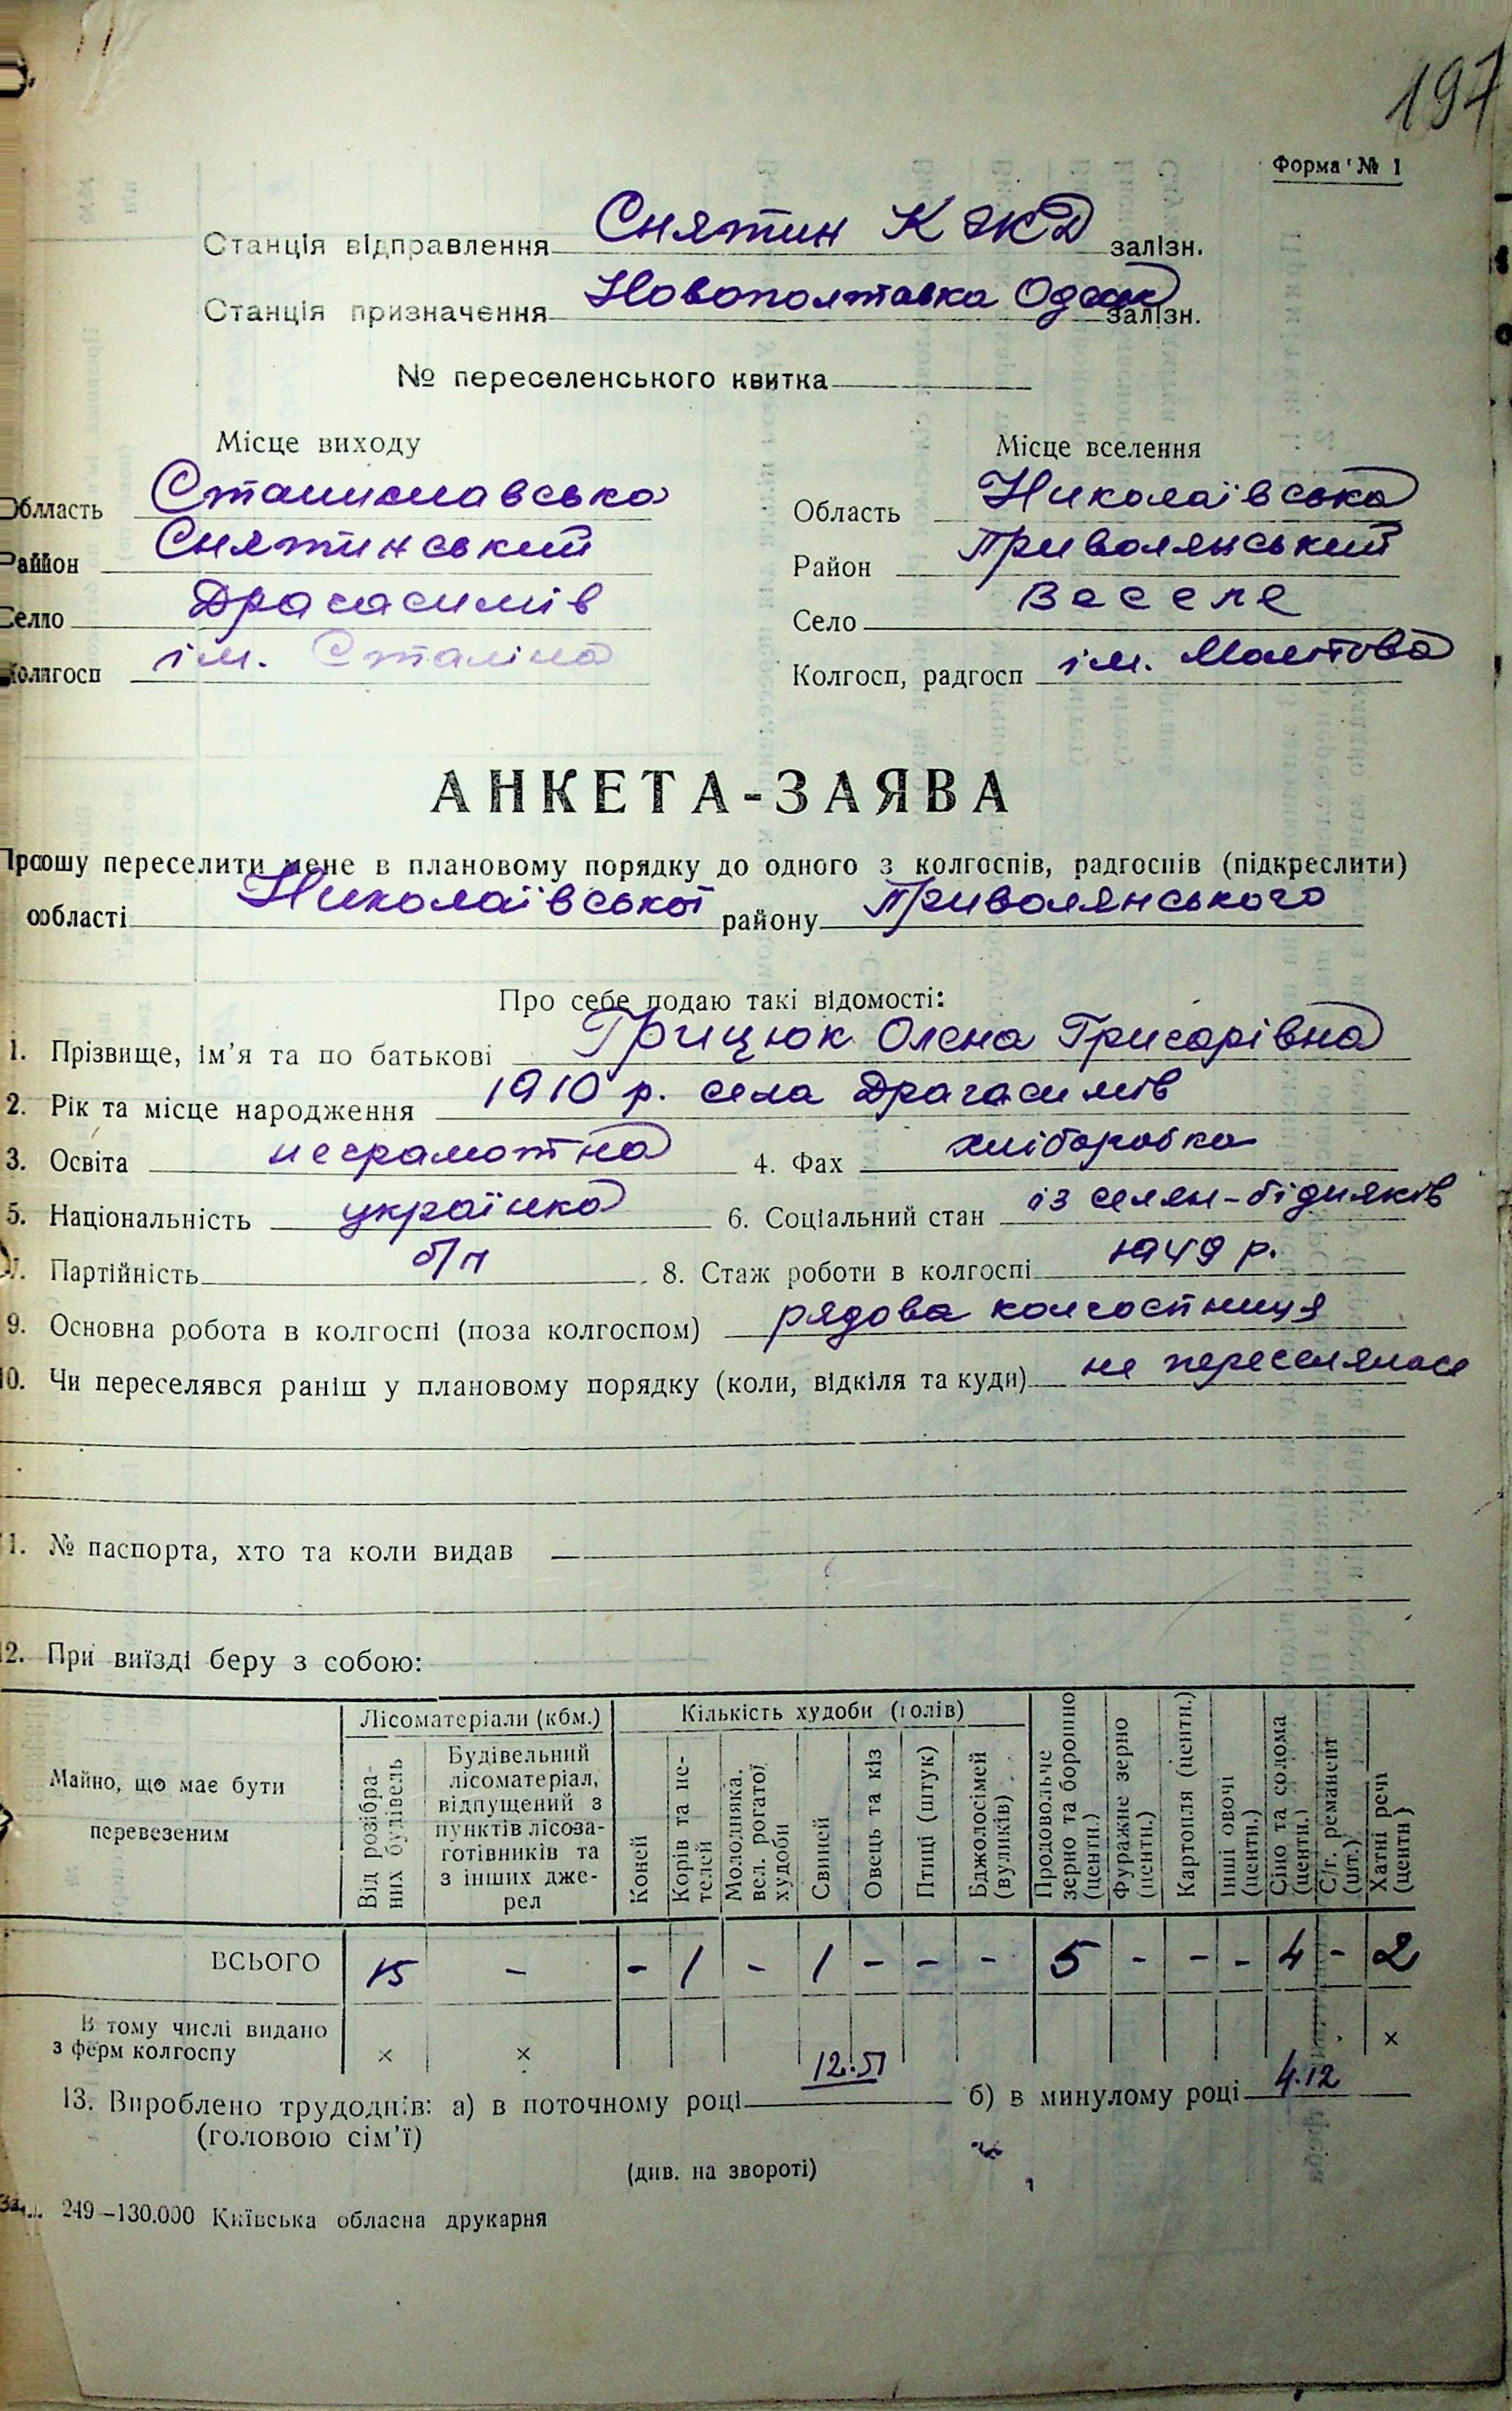 197
Форма № 1
Станція відправлення Снятин К ЖД залізн.
Станція призначення Новополтавка Одеськ залізн.
№ переселенського квитка
Місце виходу
Місце вселення
Область Станиславська
Область Николаївська
Район Снятинський
Район Приволянський
Село Драгасимів
Село Веселе
Колгосп ім. Сталіна
Колгосп, радгосп ім. Молотова
АНКЕТА-ЗАЯВА
Прошу переселити мене в плановому порядку до одного з колгоспів, радгоспів (підкреслити)
області Николаївської району Приволянського
Про себе подаю такі відомості:
1. Прізвище, ім'я та по батькові Грицюк Олена Григорівна
2. Рік та місце народження 1910 р. села Драгасимів
3. Освіта неграмотна 4. Фах хліборобка
5. Національність українка 6. Соціальний стан із селян-бідняків
7. Партійність б/п 8. Стаж роботи в колгоспі 1949 р.
9. Основна робота в колгоспі (поза колгоспом) рядова колгоспниця
10. Чи переселявся раніш у плановому порядку (коли, відкіля та куди) не переселялась
11. № паспорта, хто та коли видав —
12. При виїзді беру з собою:
Майно, що має бути перевезеним
Лісоматеріали (кбм.)
Від розібраних будівель
Будівельний лісоматеріал, відпущений з пунктів лісозаготівників та з інших джерел
Кількість худоби (голів)
Коней
Корів та нетелей
Молодняка, вел. рогатої худоби
Свиней
Овець та кіз
Птиці (штук)
Бджолосімей (вуликів)
Продовольче зерно та борошно (центн.)
Фуражне зерно (центн.)
Картопля (центн.)
Інші овочі (центн.)
Сіно та солома (центн.)
С/г. реманент (шт.)
Хатні речі (центн)
ВСЬОГО 15 - - 1 - 1 - - - 5 - - - 4 - 2
В тому числі видано з ферм колгоспу × × ×
13. Вироблено трудоднів: а) в поточному році 12.51 б) в минулому році 412
(головою сім'ї)
(див. на звороті)
249—130.000 Київська обласна друкарня